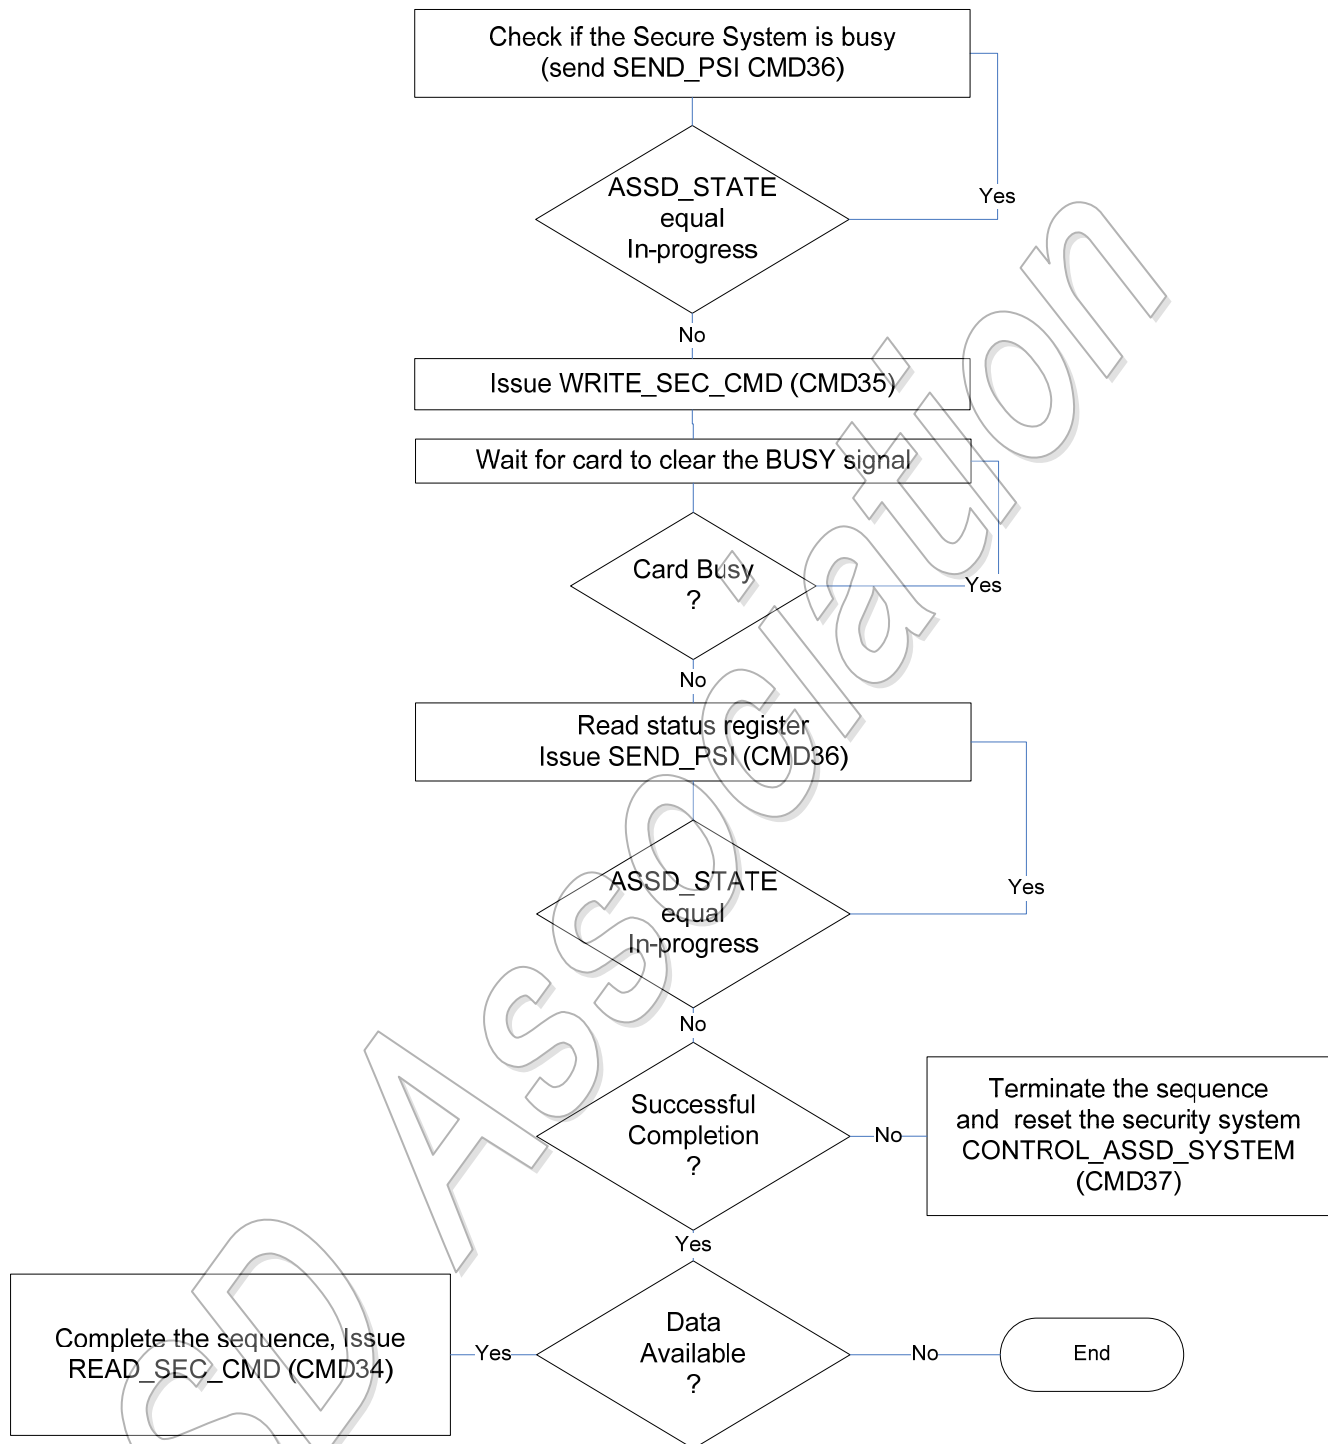 Check if the Secure System is busy
(send SEND_PSI CMD36)
ASSD_STATE
equal
In-progress
Yes
No
Issue WRITE_SEC_CMD (CMD35)
Wait for card to clear the BUSY signal
Card Busy
?
Yes
No
Read status register
Issue SEND_PSI (CMD36)
ASSD_STATE
equal
In-progress
Yes
No
Successful
Completion
?
No
Terminate the sequence
and reset the security system
CONTROL_ASSD_SYSTEM
(CMD37)
Yes
Data
Available
?
Yes
Complete the sequence, Issue
READ_SEC_CMD (CMD34)
No
End
SD Association